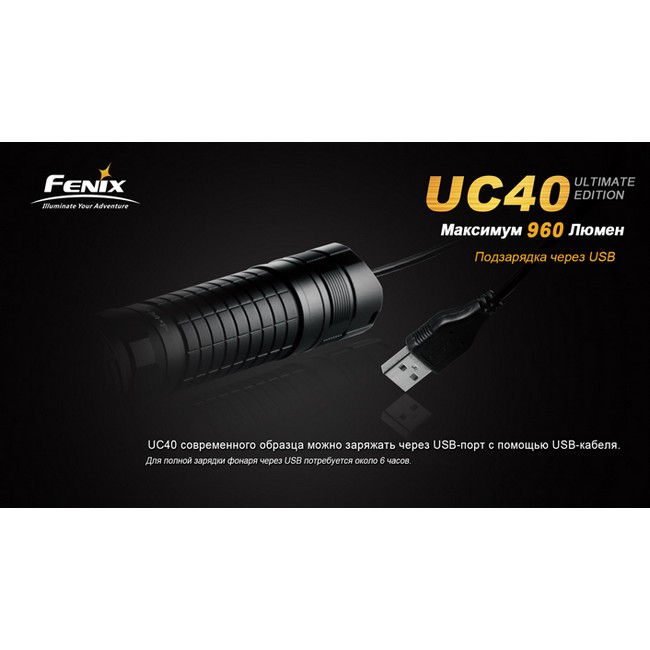 FENIX
Illuminate Your Adventure
UC40 ULTIMATE
EDITION
Максимум 960 Люмен
Подзарядка через USB
UC40 современного образца можно заряжать через USB-порт с помощью USB-кабеля.
Для полной зарядки фонаря через USB потребуется около 6 часов.